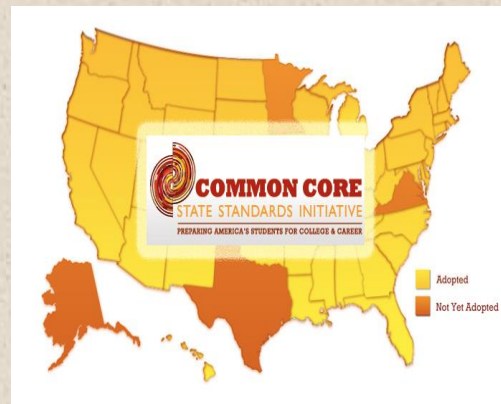 COMMON CORE
STATE STANDARDS INITIATIVE
PREPARING AMERICA'S STUDENTS FOR COLLEGE & CAREER
Adopted
Not Yet Adopted